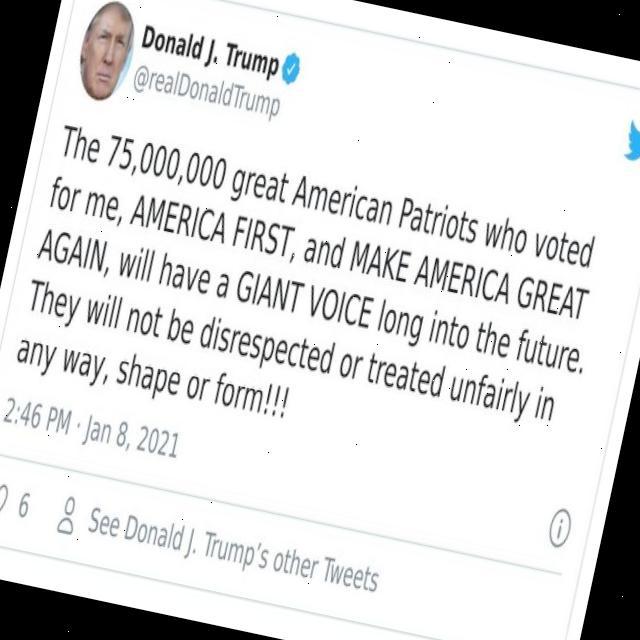 Donald J. Trump
@realDonaldTrump
The 75,000,000 great American Patriots who voted
for me, AMERICA FIRST, and MAKE AMERICA GREAT
AGAIN, will have a GIANT VOICE long into the future.
They will not be disrespected or treated unfairly in
any way, shape or form!!!
2:46 PM · Jan 8, 2021
6 See Donald J. Trump's other Tweets